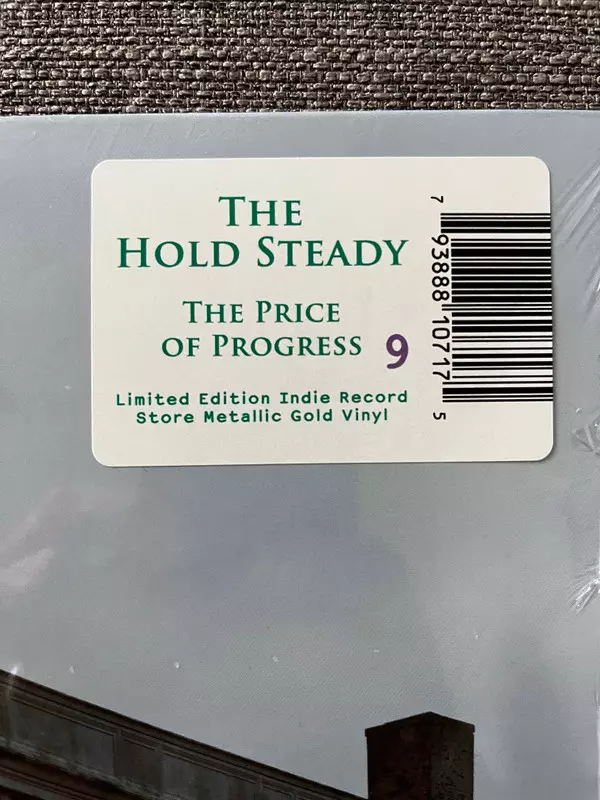 THE
HOLD STEADY
THE PRICE
OF PROGRESS 9
Limited Edition Indie Record
Store Metallic Gold Vinyl
7 93888 10717 5